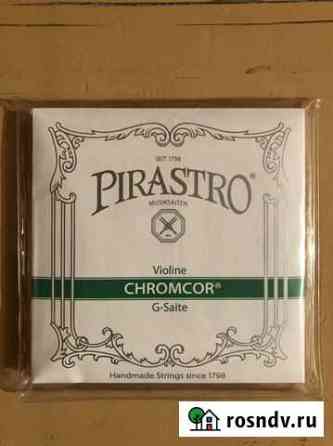 SEIT 1798
PIRASTRO®
MUSIKSAITEN
Violine
CHROMCOR®
G-Saite
Handmade Strings since 1798
rosndv.ru